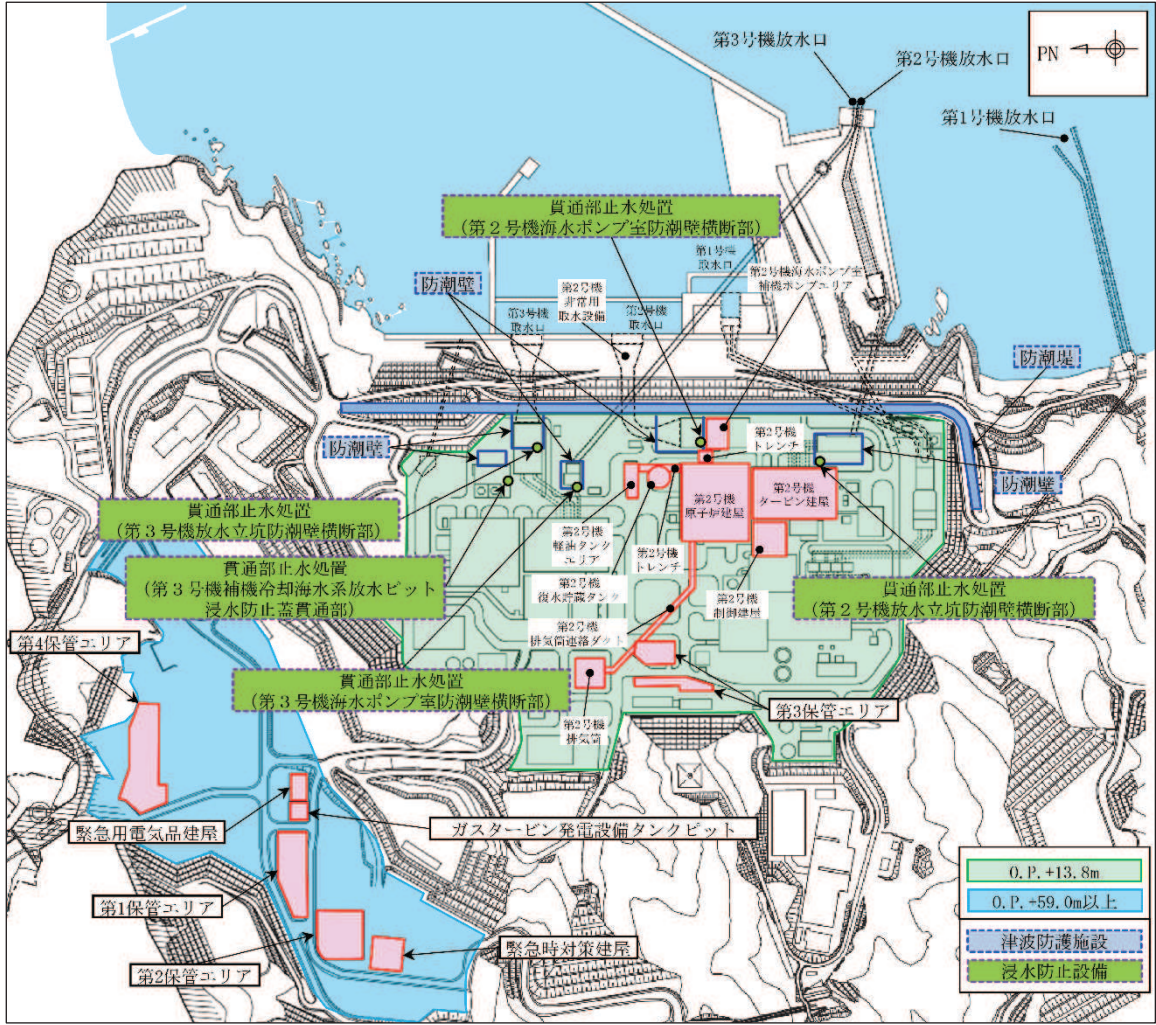 第3号機放水口
第2号機放水口
PN
第1号機放水口
貫通部止水処置
(第２号機海水ポンプ室防潮壁横断部)
第1号機
取水口
第2号機海水ポンプ室
補機ポンプエリア
防潮壁
第2号機
非常用
取水設備
第3号機
取水口
第2号機
取水口
防潮堤
防潮壁
第2号機
トレンチ
防潮壁
第2号機
原子炉建屋
第2号機
タービン建屋
貫通部止水処置
(第３号機放水立坑防潮壁横断部)
第2号機
軽油タンク
エリア
第2号機
トレンチ
貫通部止水処置
(第３号機補機冷却海水系放水ピット
浸水防止蓋貫通部)
第2号機
復水貯蔵タンク
第2号機
制御建屋
貫通部止水処置
(第２号機放水立坑防潮壁横断部)
第2号機
排気筒連絡ダクト
第4保管エリア
貫通部止水処置
(第３号機海水ポンプ室防潮壁横断部)
第3保管エリア
第2号機
排気筒
緊急用電気品建屋
ガスタービン発電設備タンクピット
第1保管エリア
第2保管エリア
緊急時対策建屋
O.P.+13.8m
O.P.+59.0m以上
津波防護施設
浸水防止設備